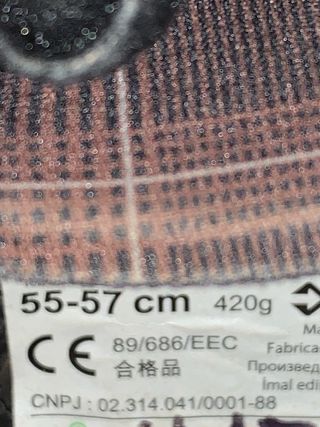 55-57 cm 420g
CE 89/686/EEC
合格品
CNPJ : 02.314.041/0001-88
Ma
Fabrica
Произвед
İmal edi